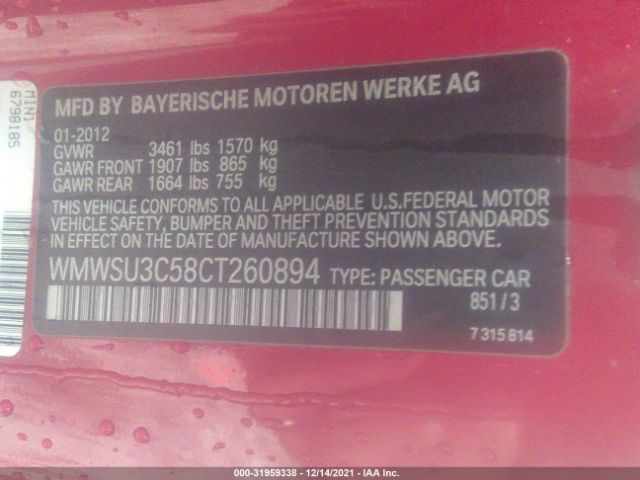 MINI
6798185
MFD BY BAYERISCHE MOTOREN WERKE AG
01-2012
GVWR 3461 lbs 1570 kg
GAWR FRONT 1907 lbs 865 kg
GAWR REAR 1664 lbs 755 kg
THIS VEHICLE CONFORMS TO ALL APPLICABLE U.S.FEDERAL MOTOR
VEHICLE SAFETY, BUMPER AND THEFT PREVENTION STANDARDS
IN EFFECT ON THE DATE OF MANUFACTURE SHOWN ABOVE.
WMWSU3C58CT260894 TYPE: PASSENGER CAR
851/3
7315814
000-31959338 - 12/14/2021 - IAA Inc.